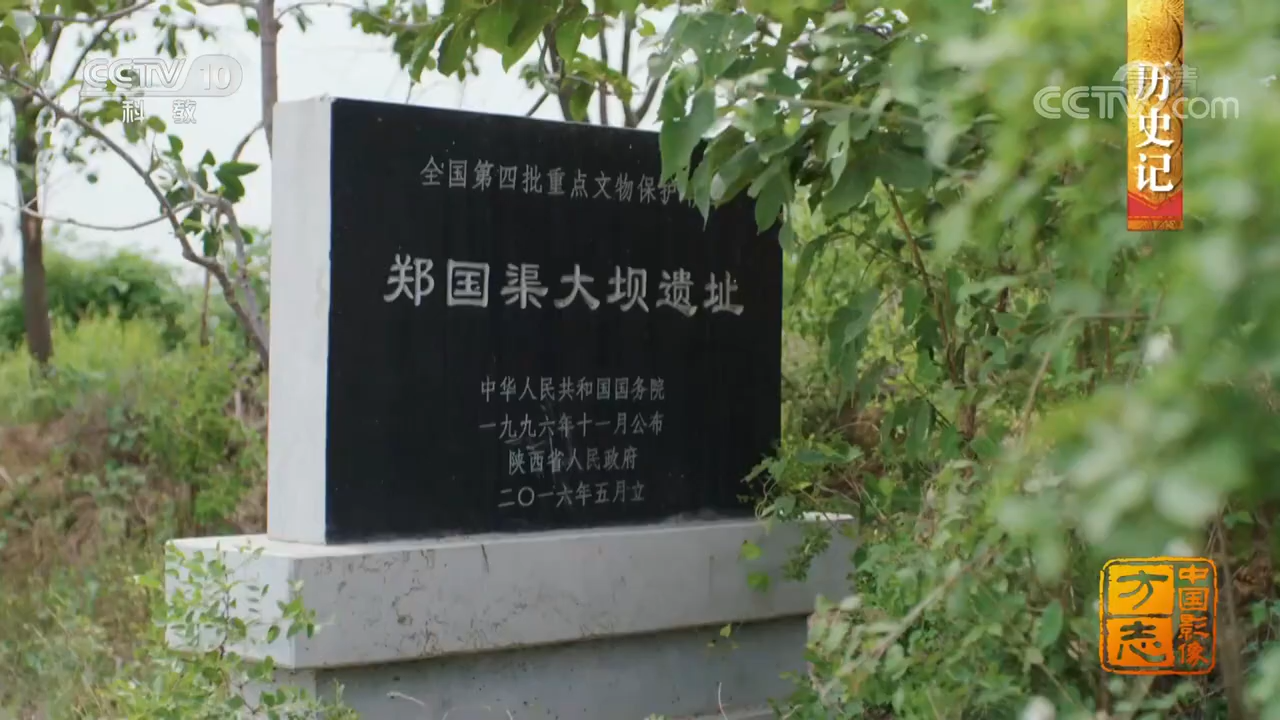 CCTV 10
科教
CCTV.com
历史记
全国第四批重点文物保护
郑国渠大坝遗址
中华人民共和国国务院
一九九六年十一月公布
陕西省人民政府
二〇一六年五月立
中国影像
方志